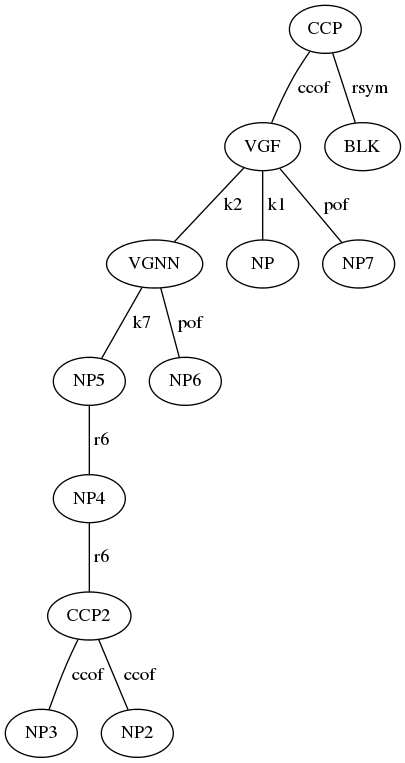 CCP
ccof rsym
VGF BLK
k2 k1 pof
VGNN NP NP7
k7 pof
NP5 NP6
r6
NP4
r6
CCP2
ccof ccof
NP3 NP2